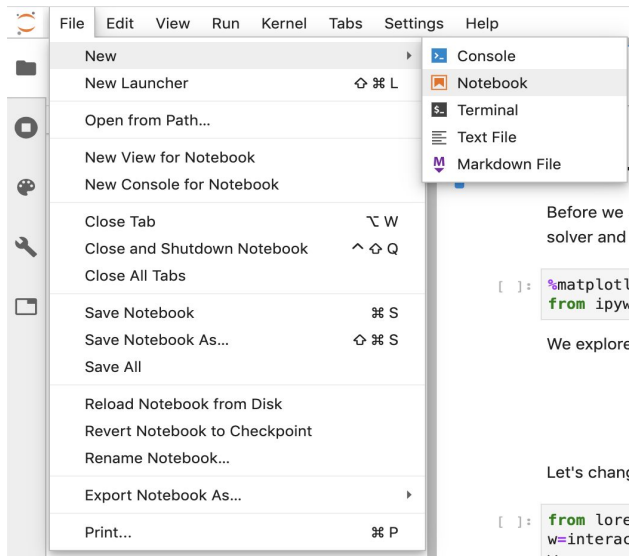 File Edit View Run Kernel Tabs Settings Help
New
New Launcher ⇧ ⌘ L
Open from Path...
New View for Notebook
New Console for Notebook
Close Tab ⌥ W
Close and Shutdown Notebook ^ ⇧ Q
Close All Tabs
Save Notebook ⌘ S
Save Notebook As... ⇧ ⌘ S
Save All
Reload Notebook from Disk
Revert Notebook to Checkpoint
Rename Notebook...
Export Notebook As...
Print... ⌘ P
Console
Notebook
Terminal
Text File
Markdown File
Before we
solver and
[ ]: %matplotl
from ipyw
We explore
Let's chang
[ ]: from lore
w=interac